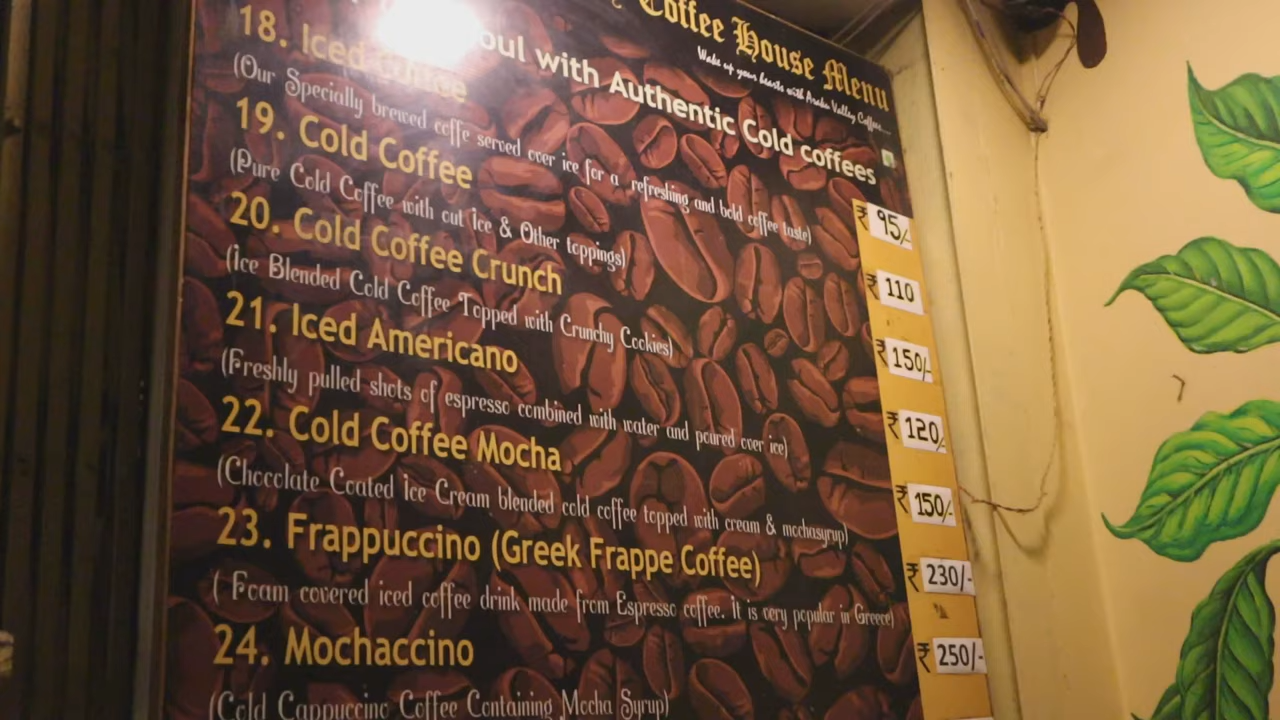 Coffee House Menu
Wake up your hearts with Araku Valley Coffee....
with Authentic Cold coffees
18. Iced Coffee ₹ 95/-
(Our Specially brewed coffe served over ice for a refreshing and bold coffee taste)
19. Cold Coffee ₹ 110
(Pure Cold Coffee with cut Ice & Other toppings)
20. Cold Coffee Crunch ₹ 150/-
(Ice Blended Cold Coffee Topped with Crunchy Cookies)
21. Iced Americano ₹ 120/-
(Freshly pulled shots of espresso combined with water and poured over ice)
22. Cold Coffee Mocha ₹ 150/-
(Chocolate Coated Ice Cream blended cold coffee topped with cream & mochasyrup)
23. Frappuccino (Greek Frappe Coffee) ₹ 230/-
( Foam covered iced coffee drink made from Espresso coffee. it is very popular in Greece)
24. Mochaccino ₹ 250/-
(Cold Cappuccino Coffee Containing Mocha Syrup)